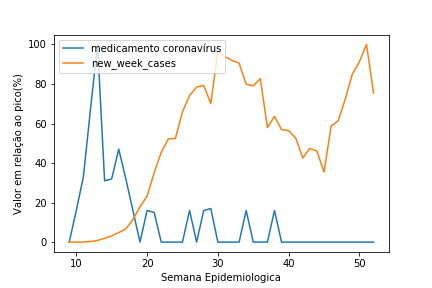 medicamento coronavírus
new_week_cases
Valor em relação ao pico(%)
100
80
60
40
20
0
10 20 30 40 50
Semana Epidemiologica